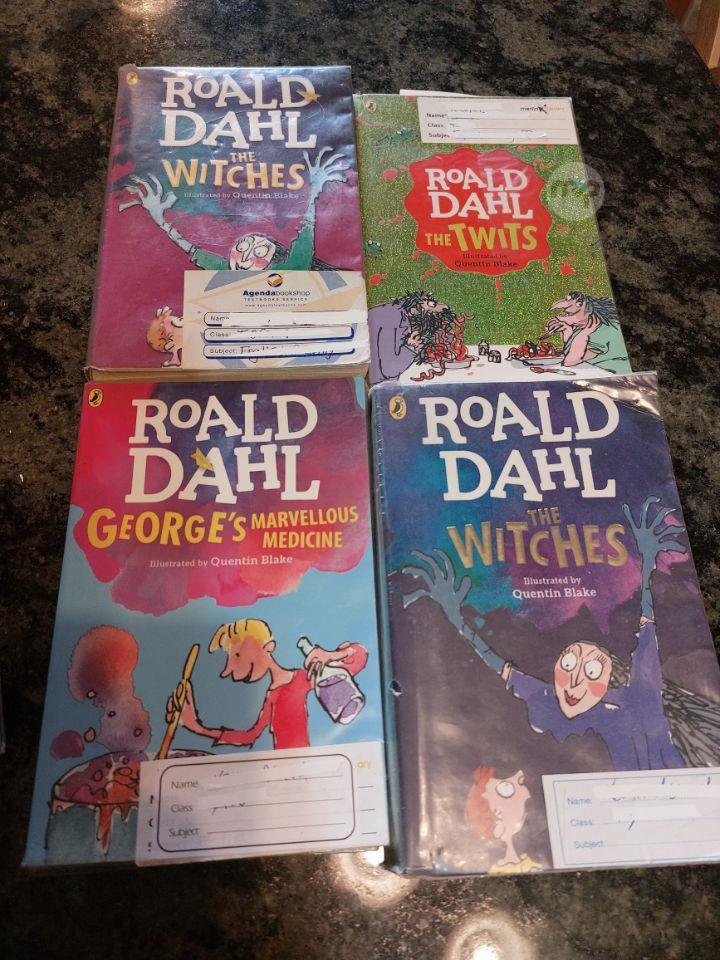 ROALD
DAHL
THE
WITCHES
Illustrated by Quentin Blake
Agendabookshop
TEXTBOOKS SERVICE
Name
Class
Subject:
Name
Class
Subject
ROALD
DAHL
THE TWITS
Illustrated by
Quentin Blake
ROALD
DAHL
GEORGE'S MARVELLOUS
MEDICINE
Illustrated by Quentin Blake
Name
Class
Subject
ROALD
DAHL
THE
WITCHES
Illustrated by
Quentin Blake
Name:
Class:
Subject: